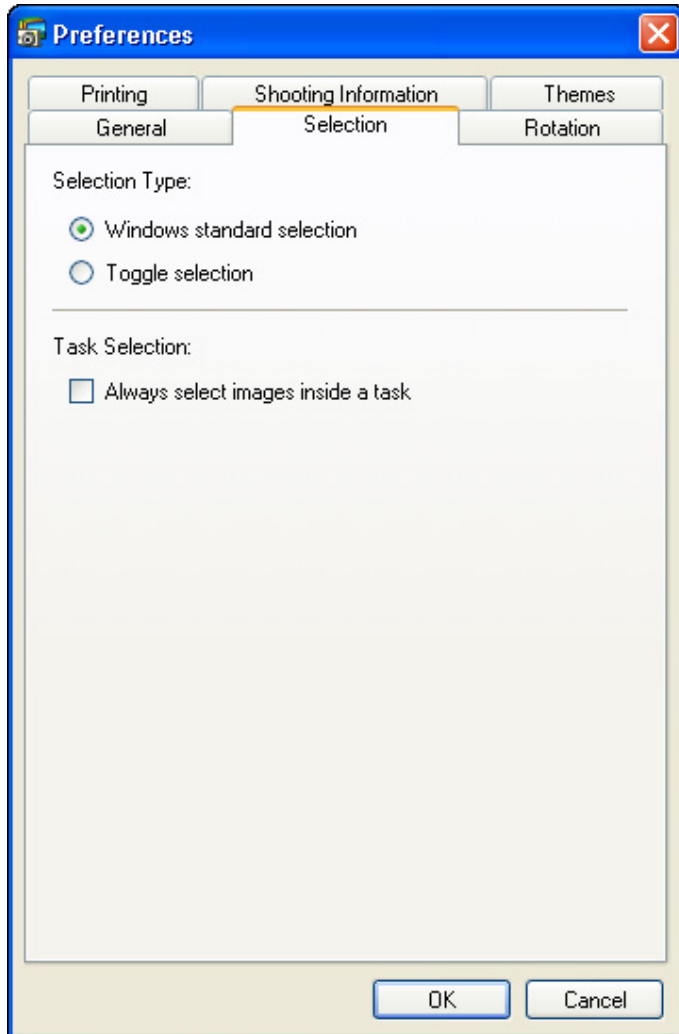 Preferences
Printing Shooting Information Themes
General Selection Rotation
Selection Type:
Windows standard selection
Toggle selection
Task Selection:
Always select images inside a task
OK Cancel